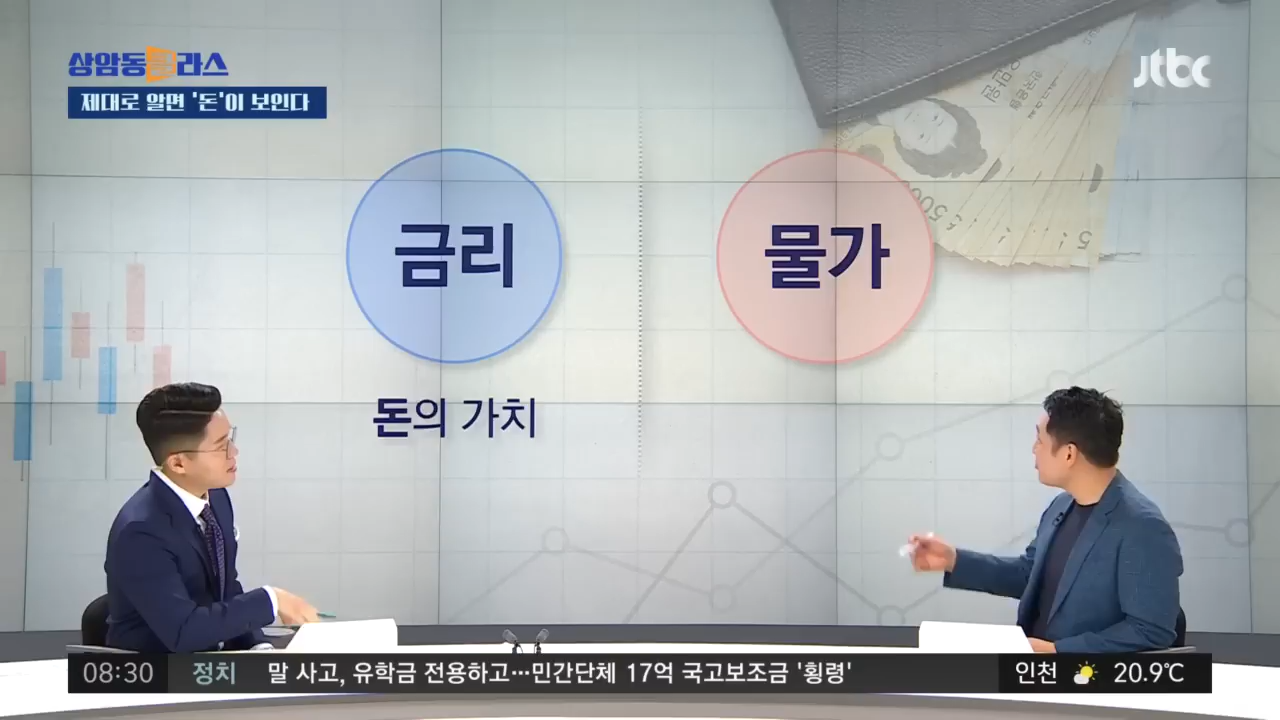 상암동클라스
제대로 알면 '돈'이 보인다
jtbc
금리
물가
돈의 가치
08:30 정치 말 사고, 유학금 전용하고…민간단체 17억 국고보조금 '횡령' 인천 20.9℃